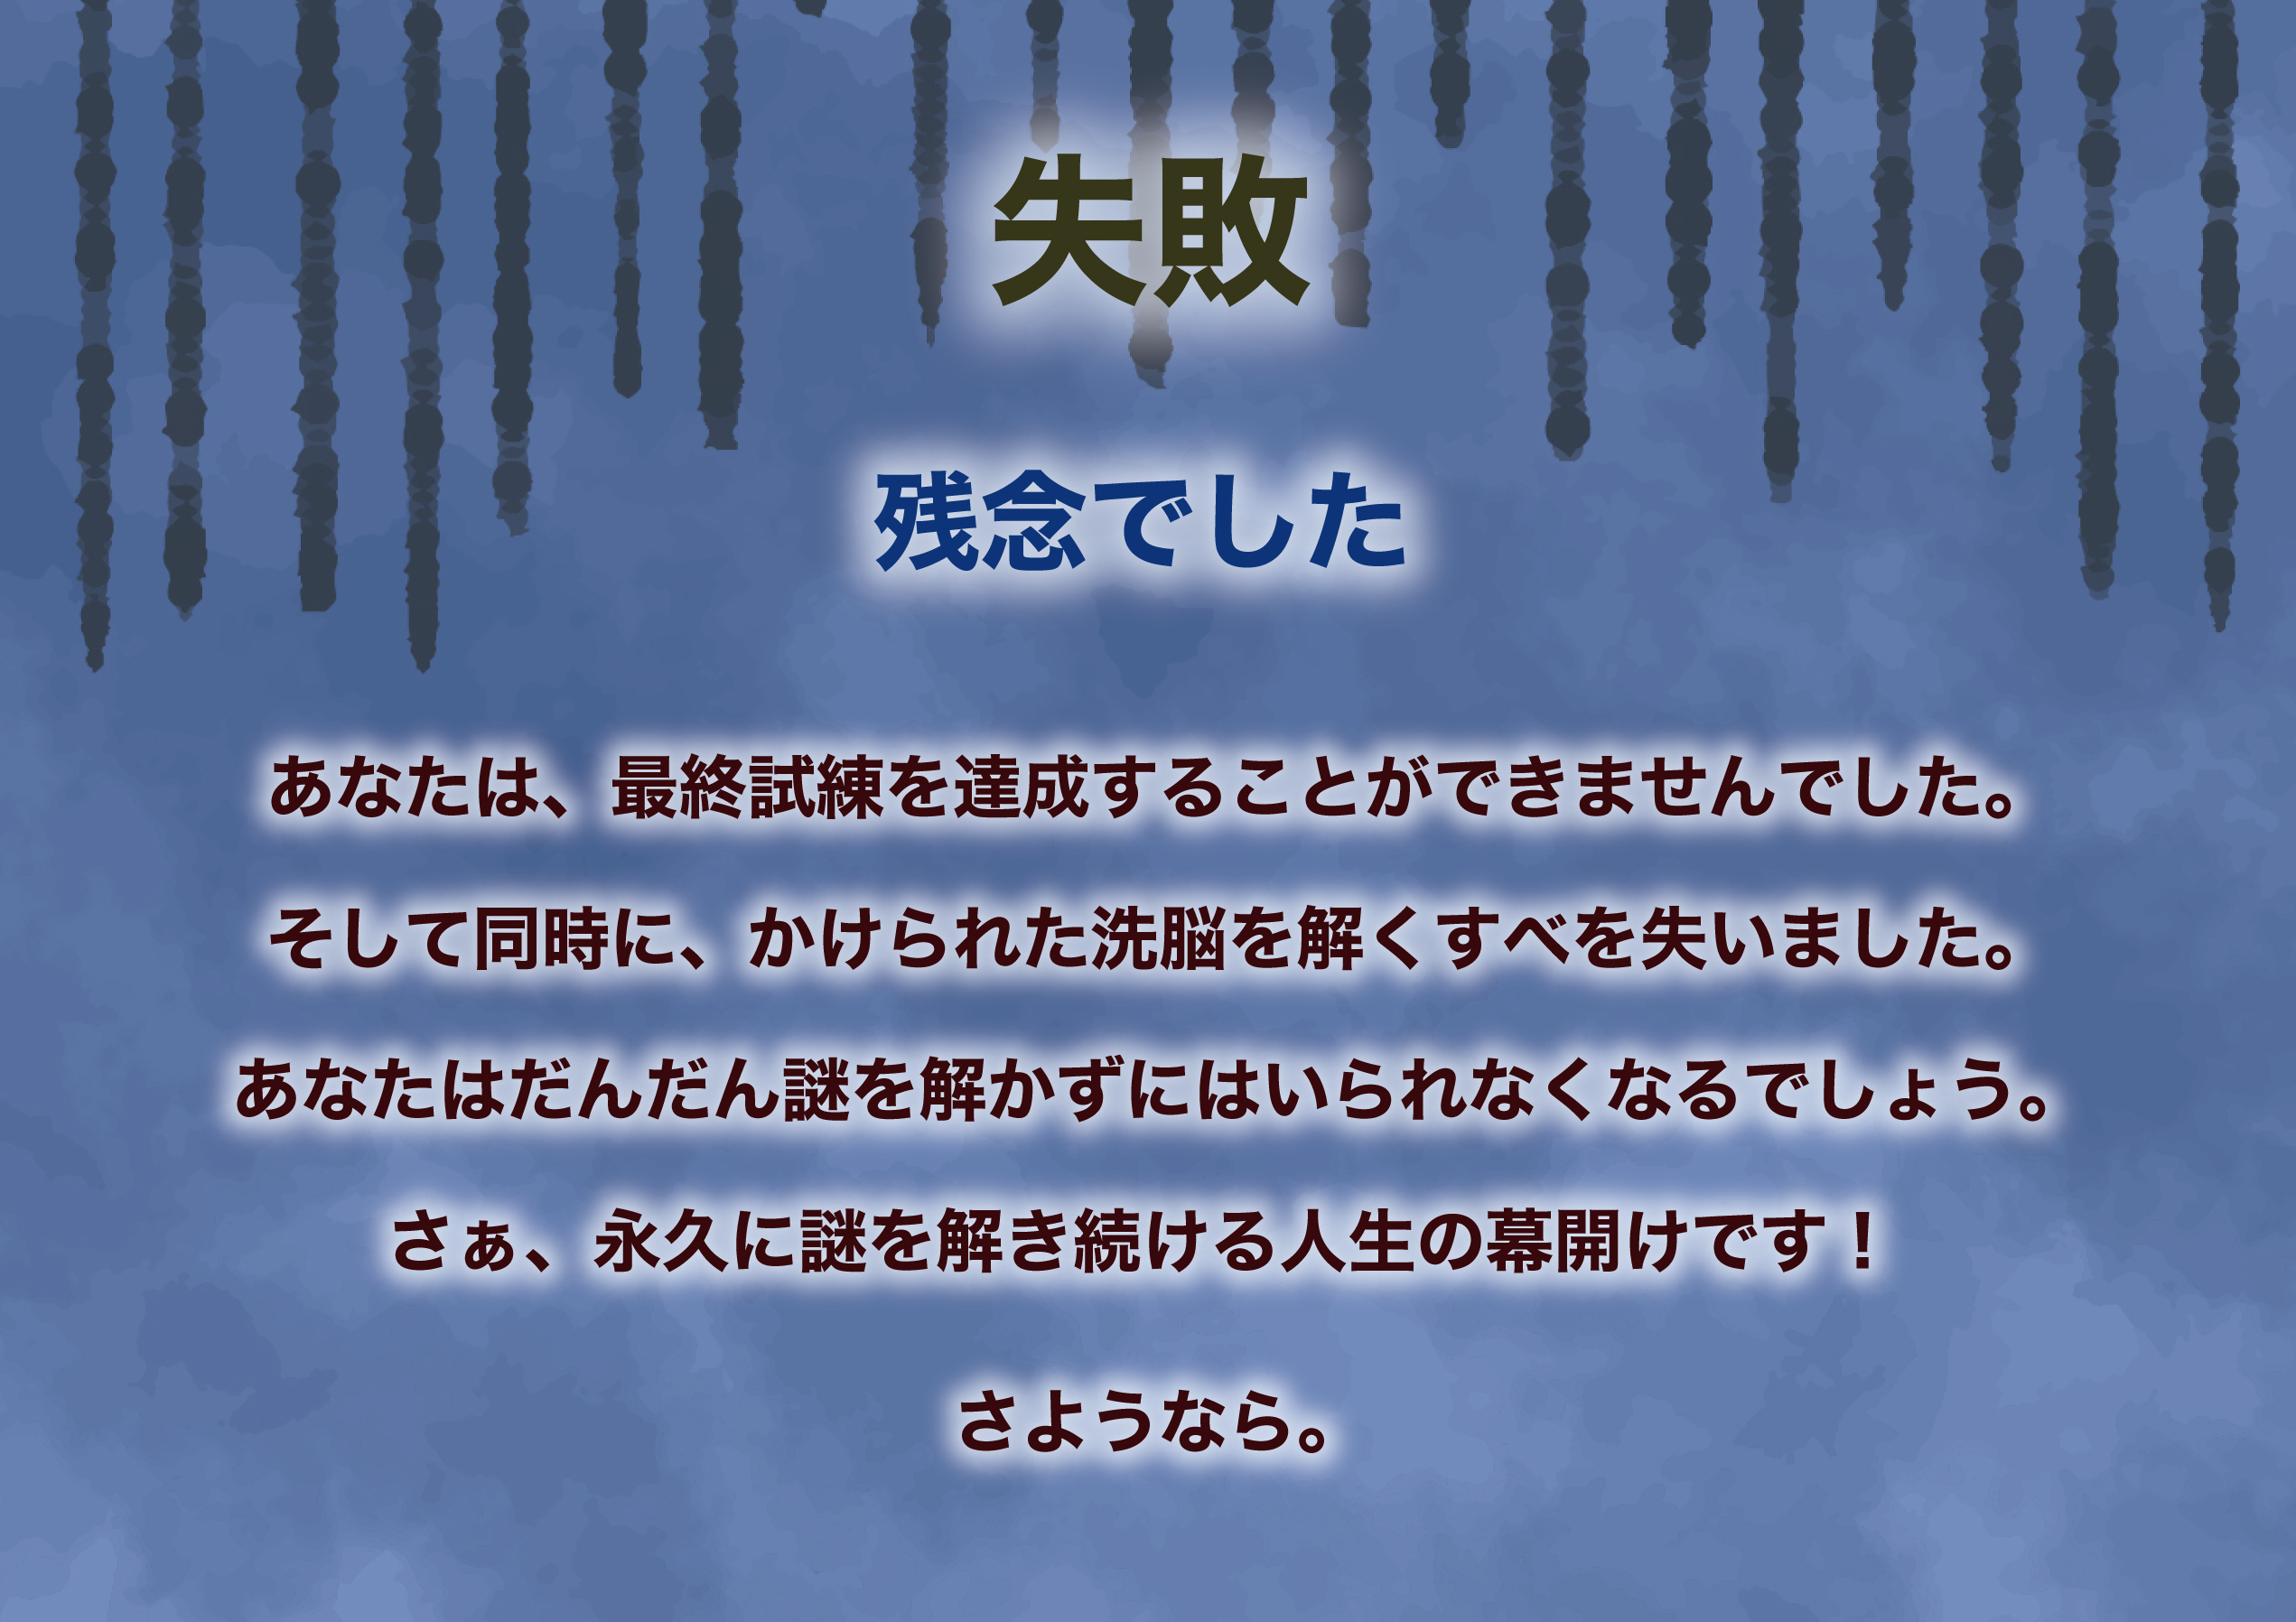 失敗
残念でした
あなたは、最終試練を達成することができませんでした。
そして同時に、かけられた洗脳を解くすべを失いました。
あなたはだんだん謎を解かずにはいられなくなるでしょう。
さぁ、永久に謎を解き続ける人生の幕開けです！
さようなら。